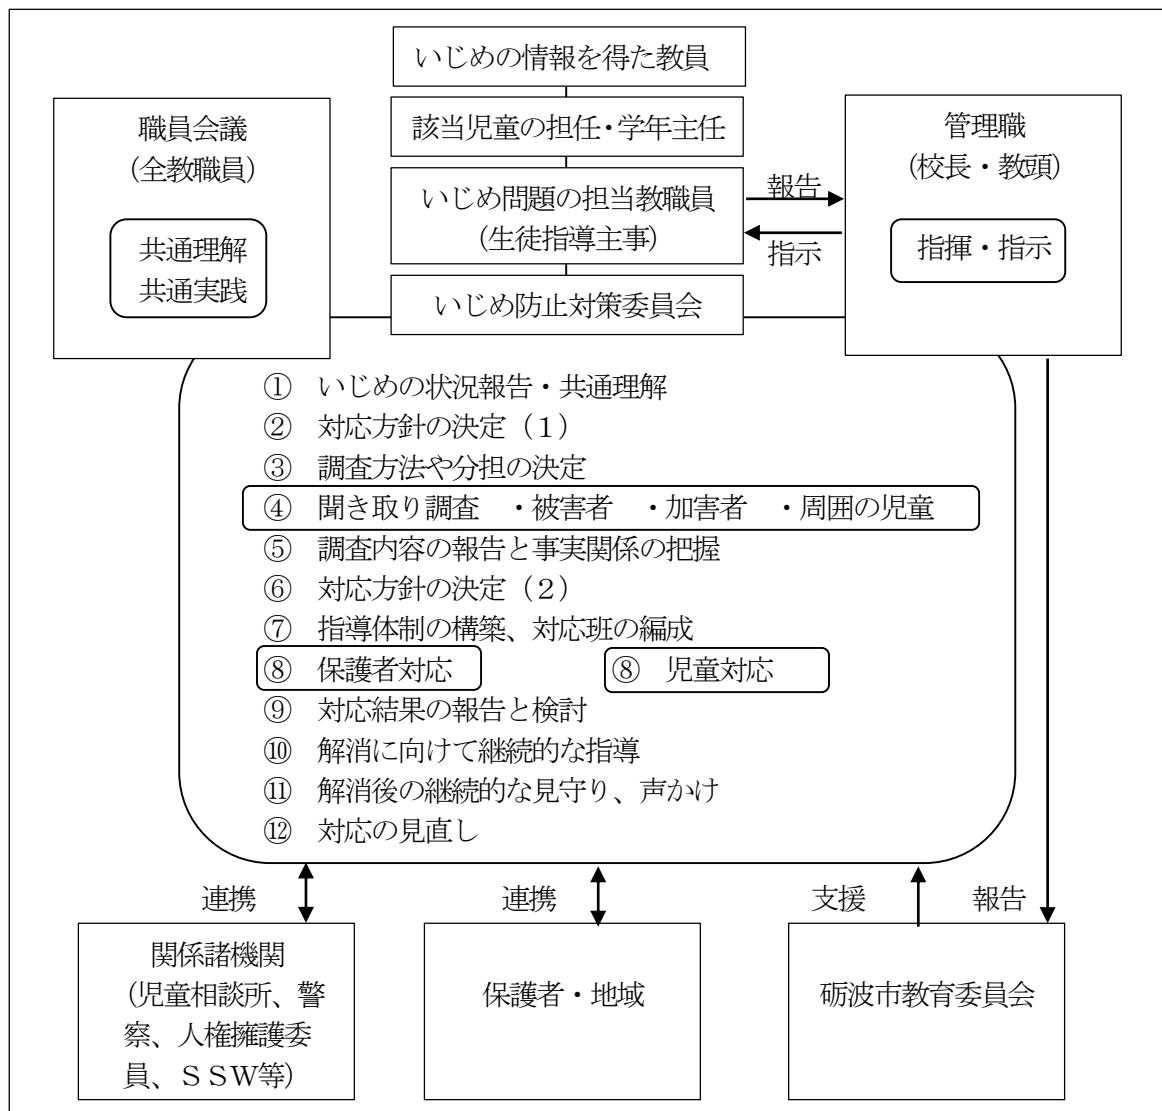 いじめの情報を得た教員
該当児童の担任・学年主任
いじめ問題の担当教職員
(生徒指導主事)
いじめ防止対策委員会
職員会議
(全教職員)
共通理解
共通実践
報告
指示
管理職
(校長・教頭)
指揮・指示
① いじめの状況報告・共通理解
② 対応方針の決定(1)
③ 調査方法や分担の決定
④ 聞き取り調査 ・被害者 ・加害者 ・周囲の児童
⑤ 調査内容の報告と事実関係の把握
⑥ 対応方針の決定(2)
⑦ 指導体制の構築、対応班の編成
⑧ 保護者対応 ⑧ 児童対応
⑨ 対応結果の報告と検討
⑩ 解消に向けて継続的な指導
⑪ 解消後の継続的な見守り、声かけ
⑫ 対応の見直し
連携
連携
支援
報告
関係諸機関
(児童相談所、警
察、人権擁護委
員、SSW等)
保護者・地域
砺波市教育委員会